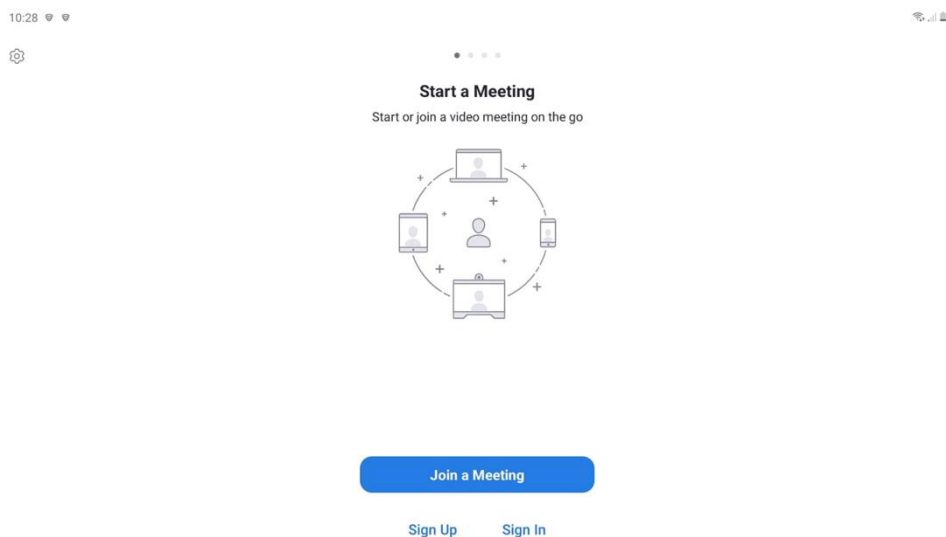 10:28
Start a Meeting
Start or join a video meeting on the go
Join a Meeting
Sign Up Sign In